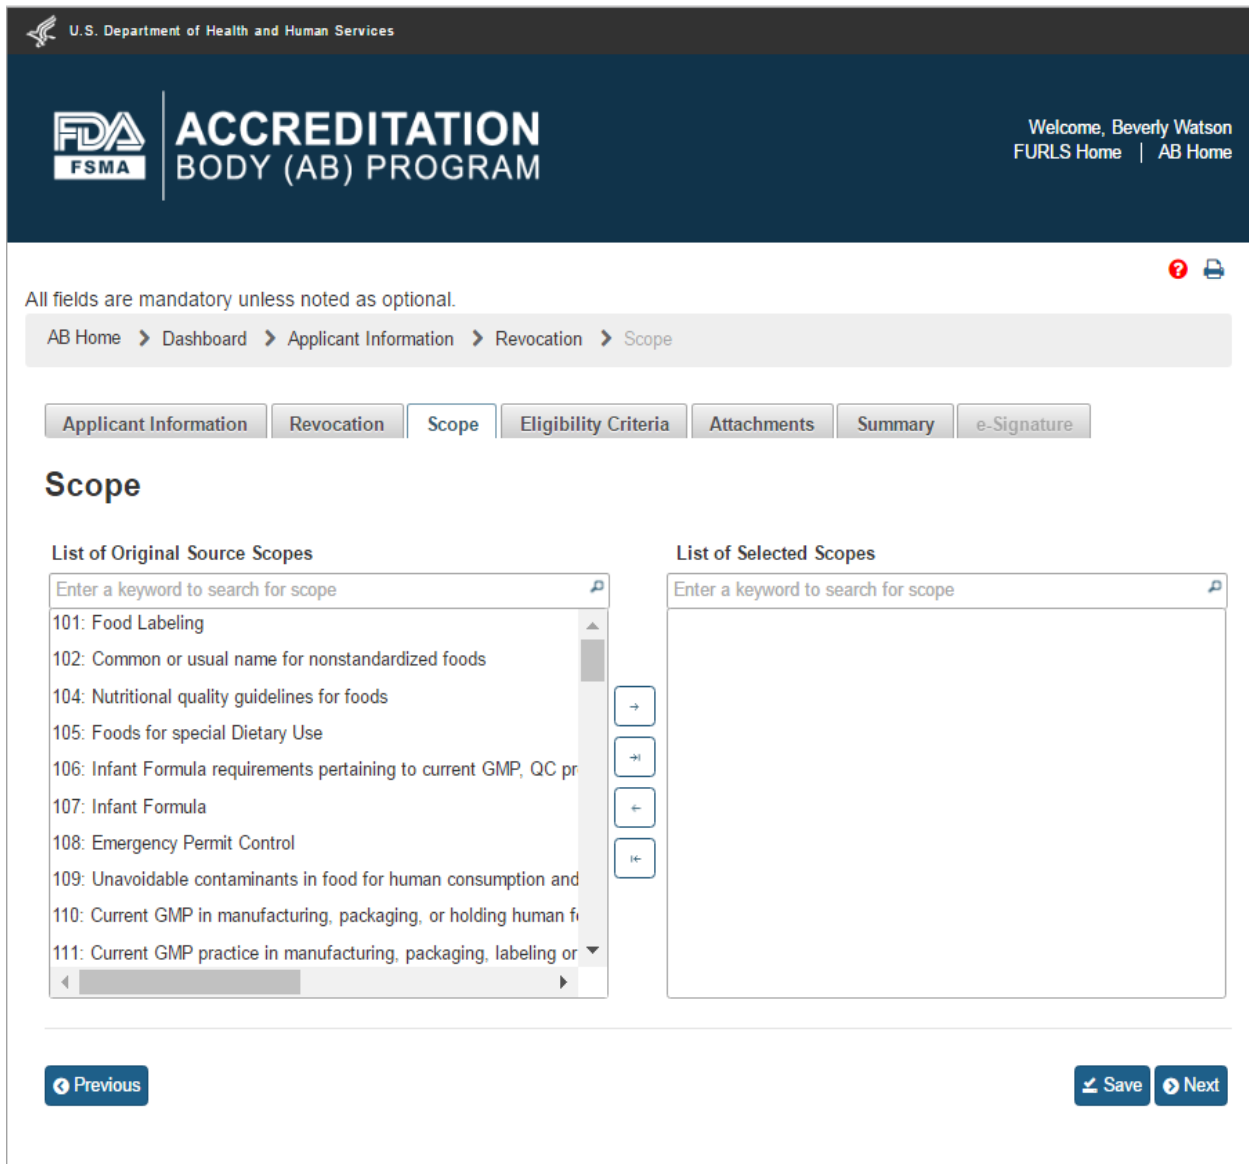 U.S. Department of Health and Human Services
FDA
FSMA
ACCREDITATION
BODY (AB) PROGRAM
Welcome, Beverly Watson
FURLS Home | AB Home
All fields are mandatory unless noted as optional.
AB Home > Dashboard > Applicant Information > Revocation > Scope
Applicant Information Revocation Scope Eligibility Criteria Attachments Summary e-Signature
Scope
List of Original Source Scopes
Enter a keyword to search for scope
101: Food Labeling
102: Common or usual name for nonstandardized foods
104: Nutritional quality guidelines for foods
105: Foods for special Dietary Use
106: Infant Formula requirements pertaining to current GMP, QC pr
107: Infant Formula
108: Emergency Permit Control
109: Unavoidable contaminants in food for human consumption and
110: Current GMP in manufacturing, packaging, or holding human f
111: Current GMP practice in manufacturing, packaging, labeling or
List of Selected Scopes
Enter a keyword to search for scope
Previous
Save
Next